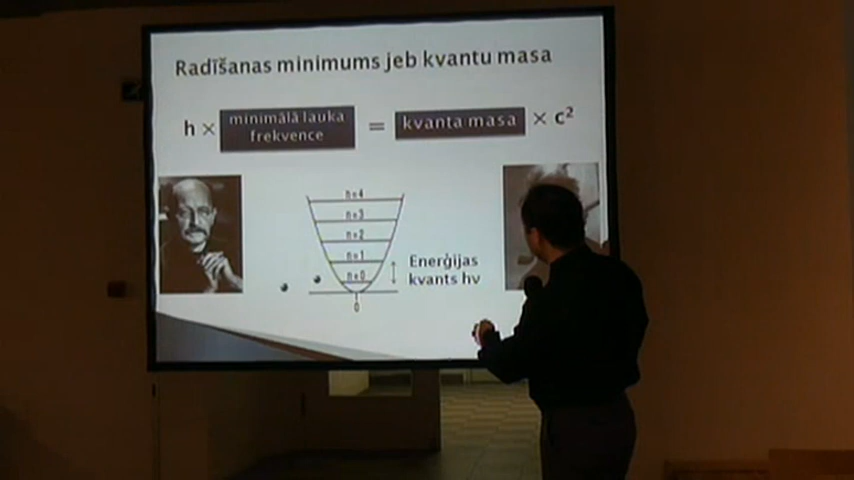 Radīšanas minimums jeb kvantu masa
h × minimālā lauka frekvence = kvanta masa × c²
n=4
n=3
n=2
n=1
n=0
0
Enerģijas
kvants hv